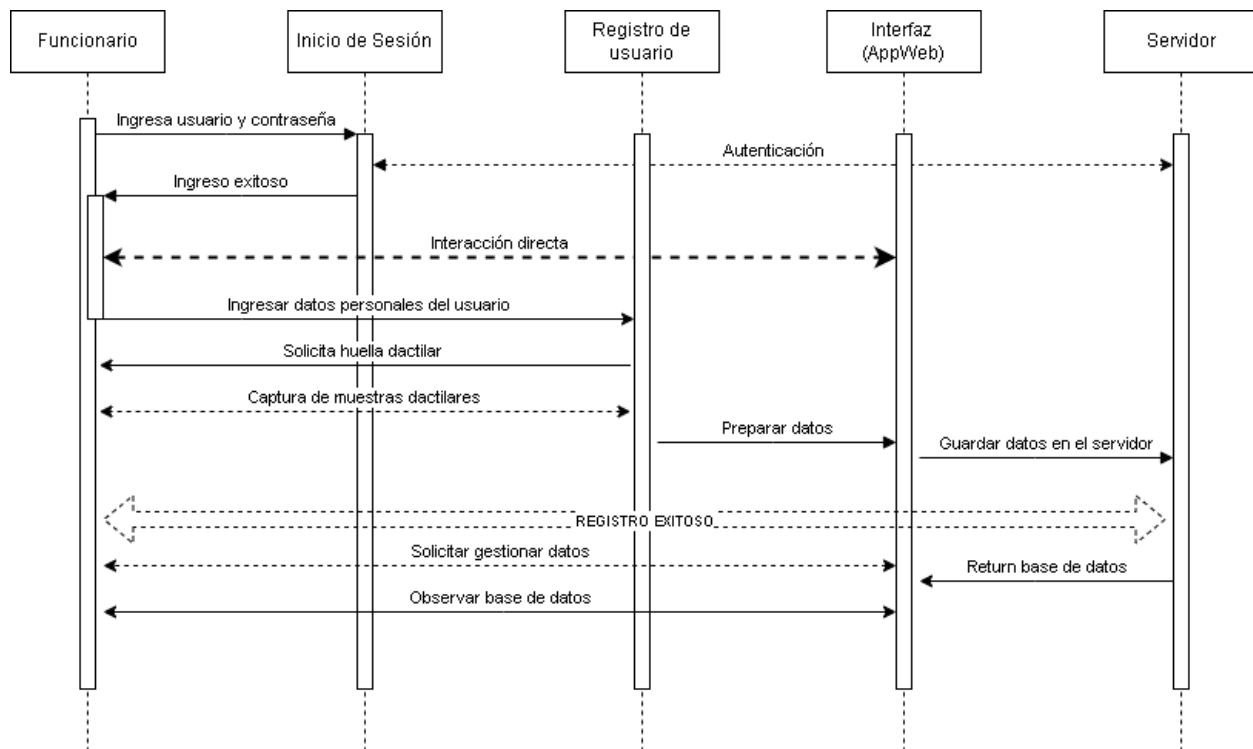 Funcionario
Inicio de Sesión
Registro de
usuario
Interfaz
(AppWeb)
Servidor
Ingresa usuario y contraseña
Autenticación
Ingreso exitoso
Interacción directa
Ingresar datos personales del usuario
Solicita huella dactilar
Captura de muestras dactilares
Preparar datos
Guardar datos en el servidor
REGISTRO EXITOSO
Solicitar gestionar datos
Return base de datos
Observar base de datos